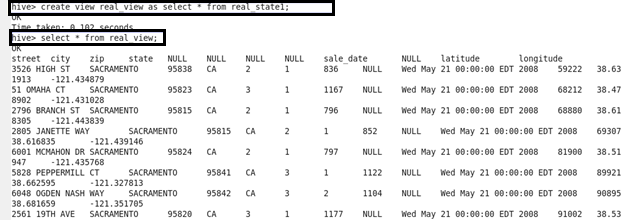 hive> create view real_view as select * from real_state1;
OK
Time taken: 0.102 seconds
hive> select * from real_view;
OK
street city zip state NULL NULL NULL NULL sale_date NULL latitude longitude
3526 HIGH ST SACRAMENTO 95838 CA 2 1 836 NULL Wed May 21 00:00:00 EDT 2008 59222 38.63
1913 -121.434879
51 OMAHA CT SACRAMENTO 95823 CA 3 1 1167 NULL Wed May 21 00:00:00 EDT 2008 68212 38.47
8902 -121.431028
2796 BRANCH ST SACRAMENTO 95815 CA 2 1 796 NULL Wed May 21 00:00:00 EDT 2008 68880 38.61
8305 -121.443839
2805 JANETTE WAY SACRAMENTO 95815 CA 2 1 852 NULL Wed May 21 00:00:00 EDT 2008 69307
38.616835 -121.439146
6001 MCMAHON DR SACRAMENTO 95824 CA 2 1 797 NULL Wed May 21 00:00:00 EDT 2008 81900 38.51
947 -121.435768
5828 PEPPERMILL CT SACRAMENTO 95841 CA 3 1 1122 NULL Wed May 21 00:00:00 EDT 2008 89921
38.662595 -121.327813
6048 OGDEN NASH WAY SACRAMENTO 95842 CA 3 2 1104 NULL Wed May 21 00:00:00 EDT 2008 90895
38.681659 -121.351705
2561 19TH AVE SACRAMENTO 95820 CA 3 1 1177 NULL Wed May 21 00:00:00 EDT 2008 91002 38.53